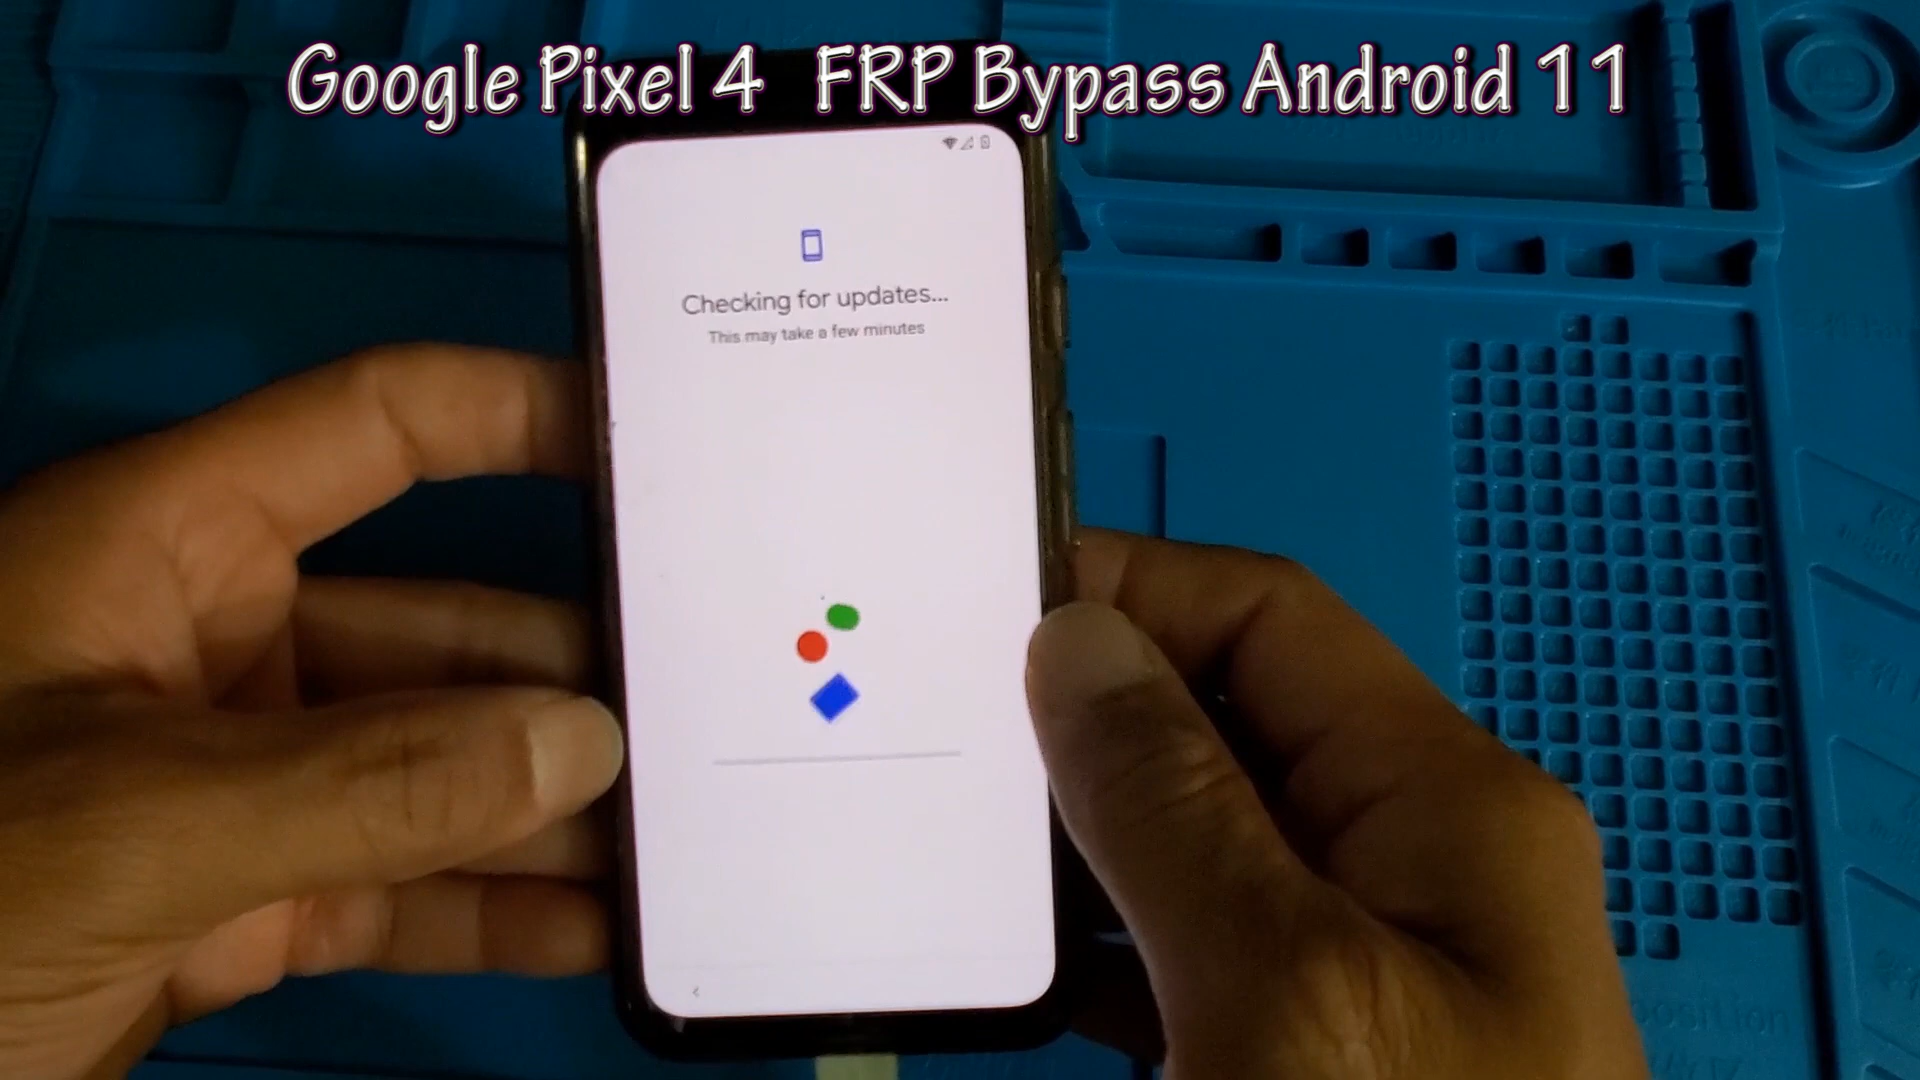 Google Pixel 4 FRP Bypass Android 11
Checking for updates...
This may take a few minutes